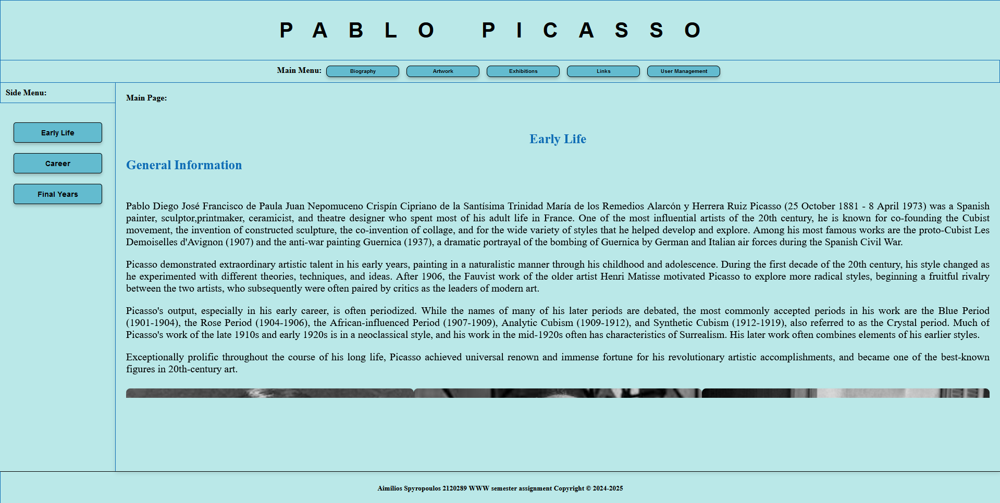 PABLO PICASSO
Main Menu: Biography Artwork Exhibitions Links User Management
Side Menu:
Early Life
Career
Final Years
Main Page:
Early Life
General Information
Pablo Diego José Francisco de Paula Juan Nepomuceno Crispín Cipriano de la Santísima Trinidad María de los Remedios Alarcón y Herrera Ruiz Picasso (25 October 1881 - 8 April 1973) was a Spanish
painter, sculptor,printmaker, ceramicist, and theatre designer who spent most of his adult life in France. One of the most influential artists of the 20th century, he is known for co-founding the Cubist
movement, the invention of constructed sculpture, the co-invention of collage, and for the wide variety of styles that he helped develop and explore. Among his most famous works are the proto-Cubist Les
Demoiselles d'Avignon (1907) and the anti-war painting Guernica (1937), a dramatic portrayal of the bombing of Guernica by German and Italian air forces during the Spanish Civil War.
Picasso demonstrated extraordinary artistic talent in his early years, painting in a naturalistic manner through his childhood and adolescence. During the first decade of the 20th century, his style changed as
he experimented with different theories, techniques, and ideas. After 1906, the Fauvist work of the older artist Henri Matisse motivated Picasso to explore more radical styles, beginning a fruitful rivalry
between the two artists, who subsequently were often paired by critics as the leaders of modern art.
Picasso's output, especially in his early career, is often periodized. While the names of many of his later periods are debated, the most commonly accepted periods in his work are the Blue Period
(1901-1904), the Rose Period (1904-1906), the African-influenced Period (1907-1909), Analytic Cubism (1909-1912), and Synthetic Cubism (1912-1919), also referred to as the Crystal period. Much of
Picasso's work of the late 1910s and early 1920s is in a neoclassical style, and his work in the mid-1920s often has characteristics of Surrealism. His later work often combines elements of his earlier styles.
Exceptionally prolific throughout the course of his long life, Picasso achieved universal renown and immense fortune for his revolutionary artistic accomplishments, and became one of the best-known
figures in 20th-century art.
Aimilios Spyropoulos 2120289 WWW semester assignment Copyright © 2024-2025